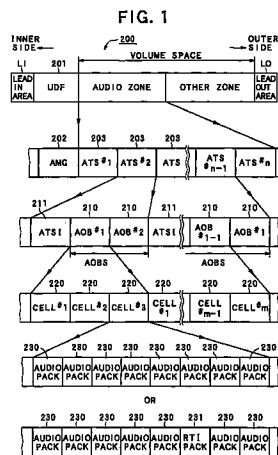 FIG. 1
INNER SIDE OUTER SIDE
200
VOLUME SPACE
LI 201 LO
LEAD IN AREA UDF AUDIO ZONE OTHER ZONE LEAD OUT AREA
202 203 203 203
AMG ATS #1 ATS #2 ATS ATS #n-1 ATS #n
211 210 210 210 210
ATSI AOB #1 AOB #2 ATSI AOB #1-1 AOB #1
AOBS AOBS
220 220 220 220 220 220
CELL #1 CELL #2 CELL #3 CELL #1 CELL #m-1 CELL #m
230 230 230 230 230 230 230 230
AUDIO PACK AUDIO PACK AUDIO PACK AUDIO PACK AUDIO PACK AUDIO PACK AUDIO PACK AUDIO PACK
OR
230 230 230 230 230 231 230 230
AUDIO PACK AUDIO PACK AUDIO PACK AUDIO PACK AUDIO PACK RTI PACK AUDIO PACK AUDIO PACK